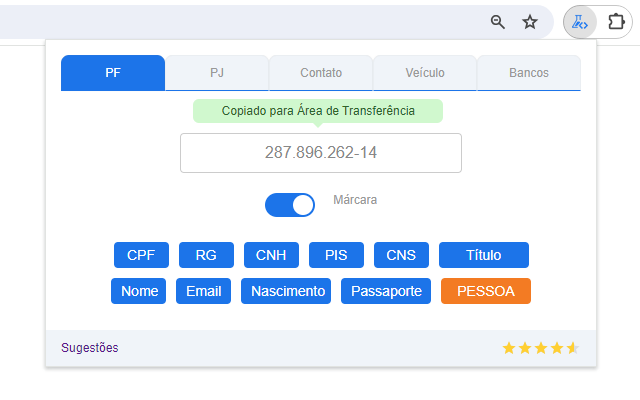 PF PJ Contato Veículo Bancos
Copiado para Área de Transferência
287.896.262-14
Márcara
CPF RG CNH PIS CNS Título
Nome Email Nascimento Passaporte PESSOA
Sugestões